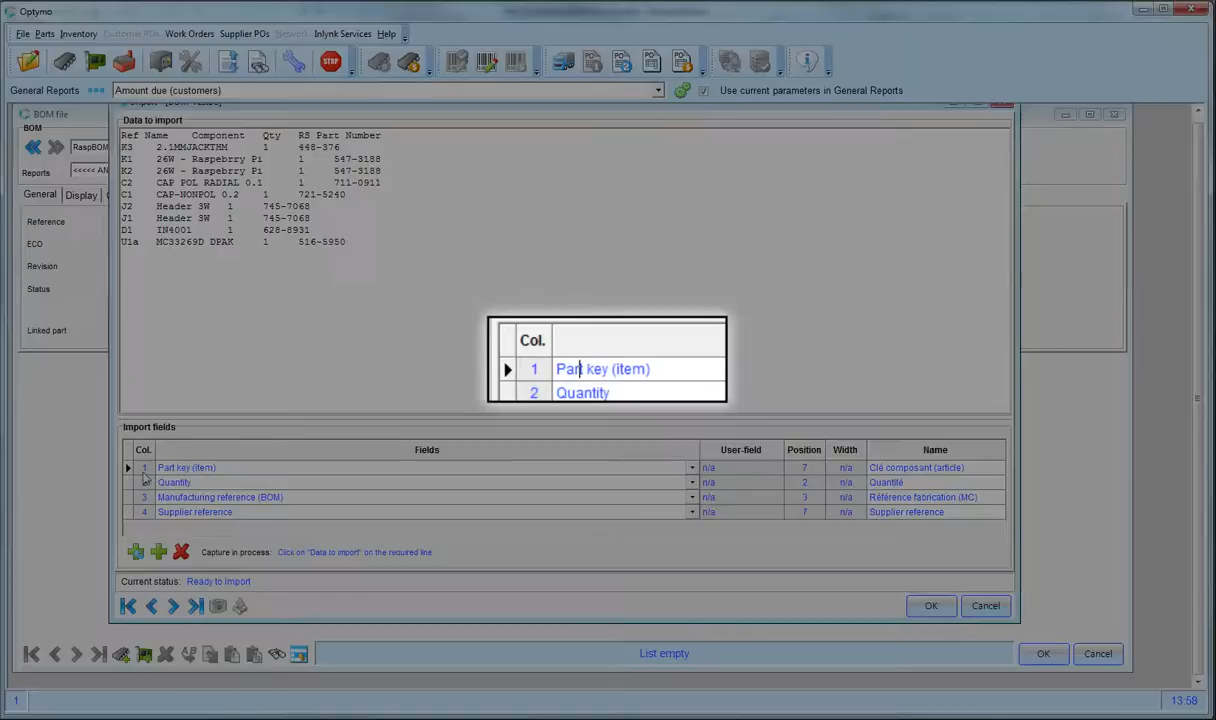 Optymo
File Parts Inventory Customer POs Work Orders Supplier POs Network Inlynk Services Help
STOP
General Reports Amount due (customers) Use current parameters in General Reports
BOM file
BOM
RaspBOM
Reports <<<<< AN
General Display
Reference
ECO
Revision
Status
Linked part
Data to import
Ref Name Component Qty RS Part Number
K3 2.1MMJACKTHM 1 448-376
K1 26W - Raspebrry Pi 1 547-3188
K2 26W - Raspebrry Pi 1 547-3188
C2 CAP POL RADIAL 0.1 1 711-0911
C1 CAP-NONPOL 0.2 1 721-5240
J2 Header 3W 1 745-7068
J1 Header 3W 1 745-7068
D1 IN4001 1 628-8931
U1a MC33269D DPAK 1 516-5950
Col.
1 Part key (item)
2 Quantity
Import fields
Col. Fields User-field Position Width Name
1 Part key (item) n/a 7 n/a Clé composant (article)
Quantity n/a 2 n/a Quantité
3 Manufacturing reference (BOM) n/a 3 n/a Référence fabrication (MC)
4 Supplier reference n/a 7 n/a Supplier reference
Capture in process: Click on "Data to import" on the required line
Current status: Ready to import
OK Cancel
List empty
OK Cancel
1
13:58